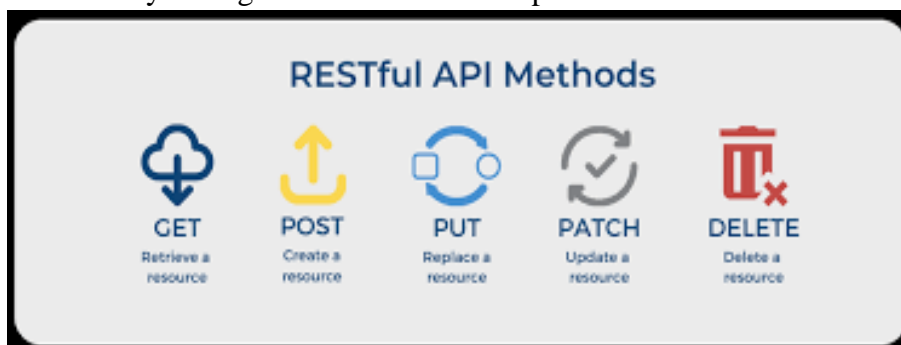 RESTful API Methods
GET
Retrieve a
resource
POST
Create a
resource
PUT
Replace a
resource
PATCH
Update a
resource
DELETE
Delete a
resource